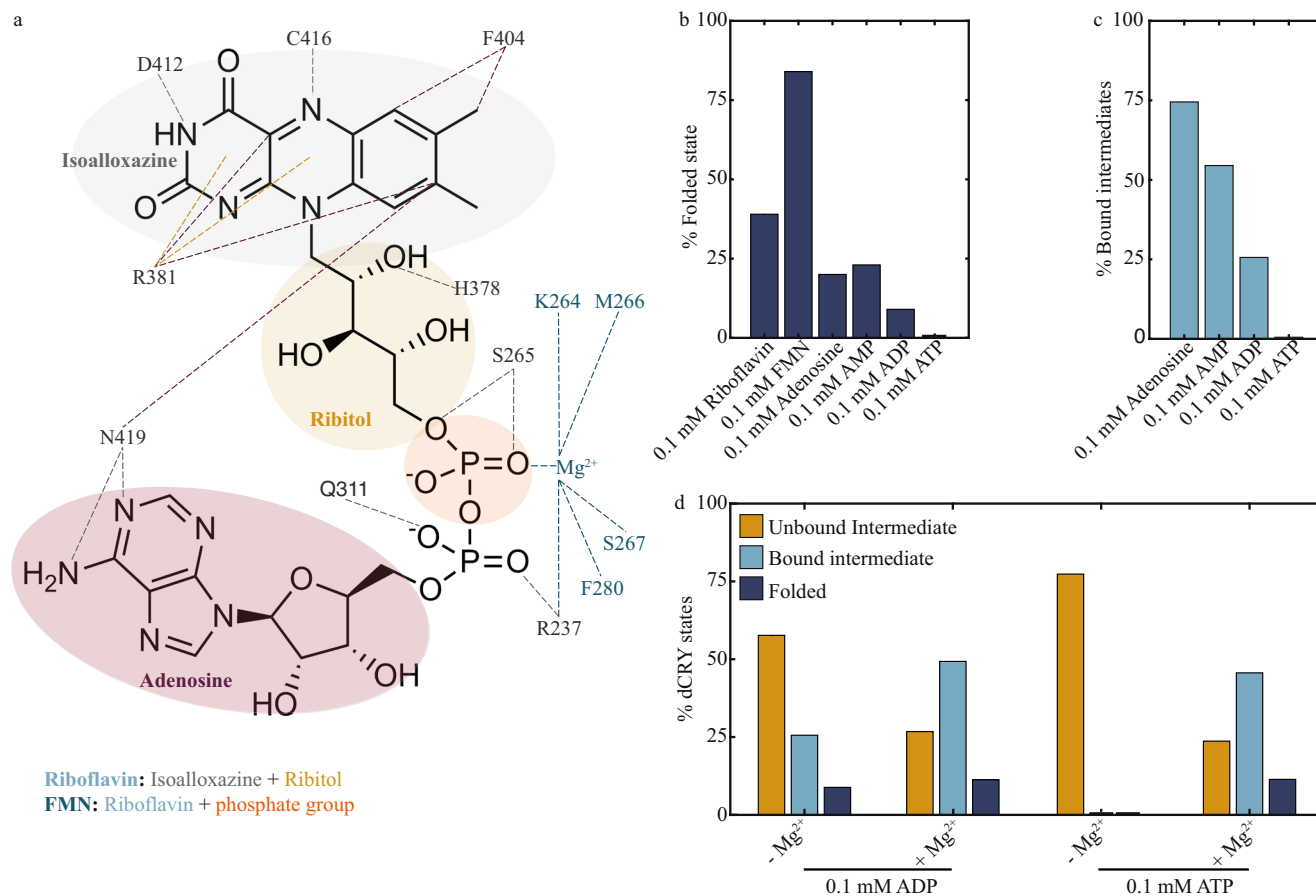 a
C416
F404
D412
O
N
HN
Isoalloxazine
O
N
N
R381
OH
H378
HO
OH
Ribitol
K264
M266
S265
O
-O
P
O
Mg²⁺
N419
Q311
O
-O
P
O
S267
F280
R237
N
N
H₂N
N
N
O
O
Adenosine
HO
OH
Riboflavin: Isoalloxazine + Ribitol
FMN: Riboflavin + phosphate group
b
100
75
50
25
0
% Folded state
0.1 mM Riboflavin
0.1 mM FMN
0.1 mM Adenosine
0.1 mM AMP
0.1 mM ADP
0.1 mM ATP
c
100
75
50
25
0
% Bound intermediates
0.1 mM Adenosine
0.1 mM AMP
0.1 mM ADP
0.1 mM ATP
d
100
75
50
25
0
% dCRY states
Unbound Intermediate
Bound intermediate
Folded
- Mg²⁺
+ Mg²⁺
- Mg²⁺
+ Mg²⁺
0.1 mM ADP
0.1 mM ATP